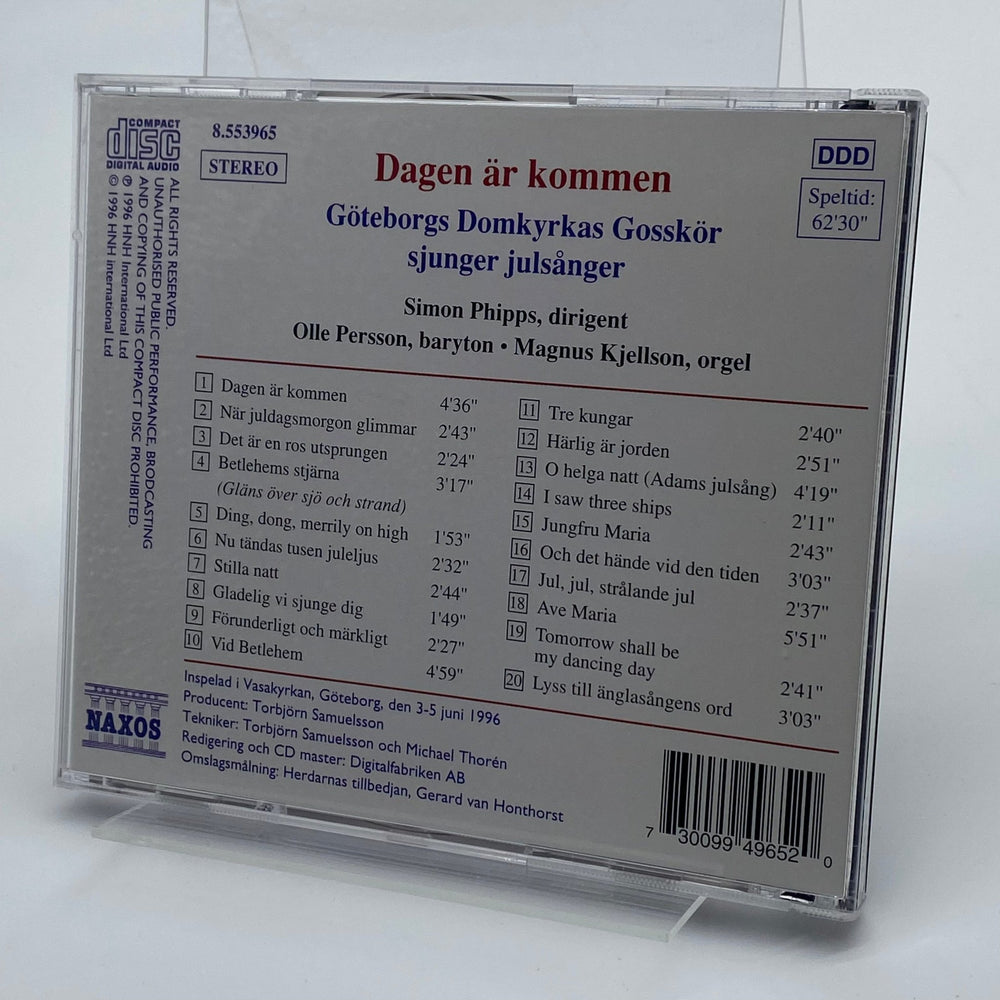 COMPACT
disc
DIGITAL AUDIO
8.553965
STEREO
DDD
Speltid:
62'30"
Dagen är kommen
Göteborgs Domkyrkas Gosskör
sjunger julsånger
Simon Phipps, dirigent
Olle Persson, baryton • Magnus Kjellson, orgel
ALL RIGHTS RESERVED.
UNAUTHORISED PUBLIC PERFORMANCE, BRODCASTING
AND COPYING OF THIS COMPACT DISC PROHIBITED.
℗ 1996 HNH International Ltd
© 1996 HNH international Ltd
1 Dagen är kommen 4'36"
2 När juldagsmorgon glimmar 2'43"
3 Det är en ros utsprungen 2'24"
4 Betlehems stjärna 3'17"
(Gläns över sjö och strand)
5 Ding, dong, merrily on high 1'53"
6 Nu tändas tusen juleljus 2'32"
7 Stilla natt 2'44"
8 Gladelig vi sjunge dig 1'49"
9 Förunderligt och märkligt 2'27"
10 Vid Betlehem 4'59"
11 Tre kungar 2'40"
12 Härlig är jorden 2'51"
13 O helga natt (Adams julsång) 4'19"
14 I saw three ships 2'11"
15 Jungfru Maria 2'43"
16 Och det hände vid den tiden 3'03"
17 Jul, jul, strålande jul 2'37"
18 Ave Maria 5'51"
19 Tomorrow shall be
my dancing day 2'41"
20 Lyss till änglasångens ord 3'03"
NAXOS
Inspelad i Vasakyrkan, Göteborg, den 3-5 juni 1996
Producent: Torbjörn Samuelsson
Tekniker: Torbjörn Samuelsson och Michael Thorén
Redigering och CD master: Digitalfabriken AB
Omslagsmålning: Herdarnas tillbedjan, Gerard van Honthorst
7 30099 49652 0